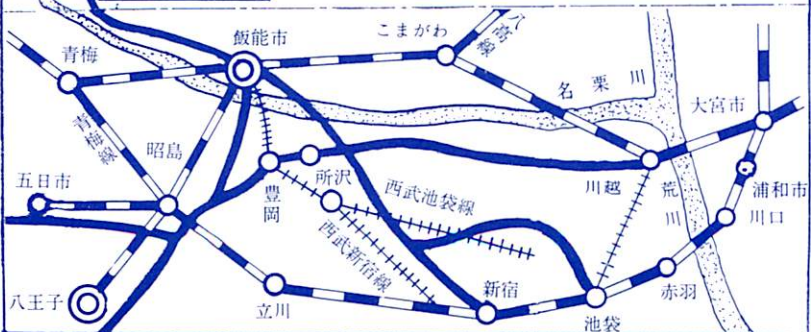 八高線
こまがわ
飯能市
青梅
名栗川
大宮市
青梅線
昭島
五日市
豊岡
所沢
西武池袋線
西武新宿線
川越
荒川
浦和市
川口
八王子
立川
新宿
池袋
赤羽